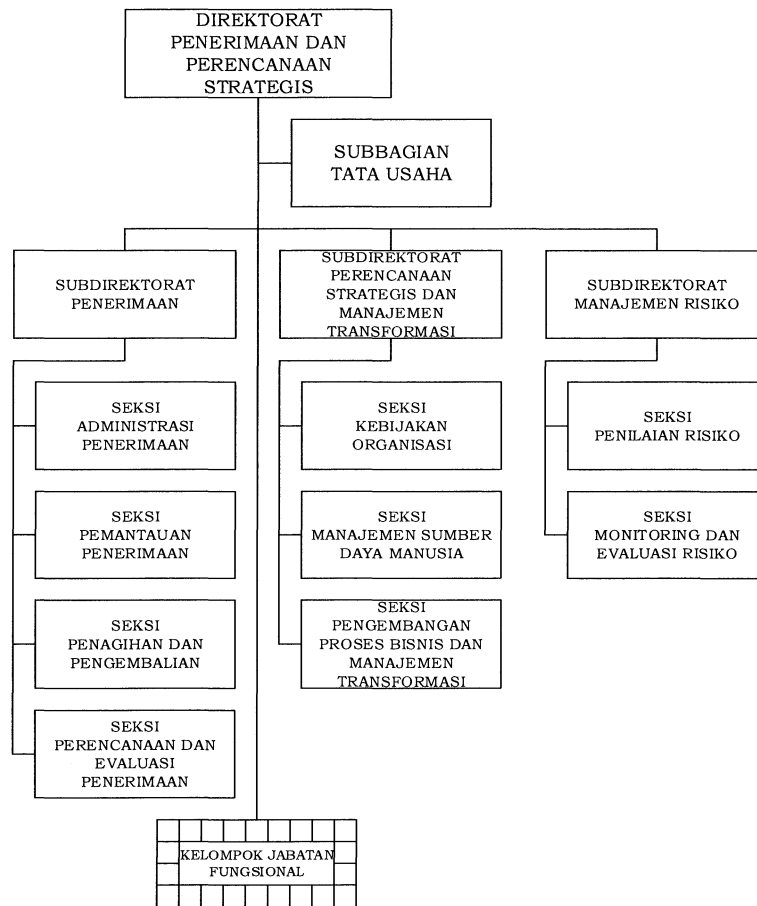 DIREKTORAT
PENERIMAAN DAN
PERENCANAAN
STRATEGIS
SUBBAGIAN
TATA USAHA
SUBDIREKTORAT
PENERIMAAN
SUBDIREKTORAT
PERENCANAAN
STRATEGIS DAN
MANAJEMEN
TRANSFORMASI
SUBDIREKTORAT
MANAJEMEN RISIKO
SEKSI
ADMINISTRASI
PENERIMAAN
SEKSI
PEMANTAUAN
PENERIMAAN
SEKSI
PENAGIHAN DAN
PENGEMBALIAN
SEKSI
PERENCANAAN DAN
EVALUASI
PENERIMAAN
SEKSI
KEBIJAKAN
ORGANISASI
SEKSI
MANAJEMEN SUMBER
DAYA MANUSIA
SEKSI
PENGEMBANGAN
PROSES BISNIS DAN
MANAJEMEN
TRANSFORMASI
SEKSI
PENILAIAN RISIKO
SEKSI
MONITORING DAN
EVALUASI RISIKO
KELOMPOK JABATAN
FUNGSIONAL